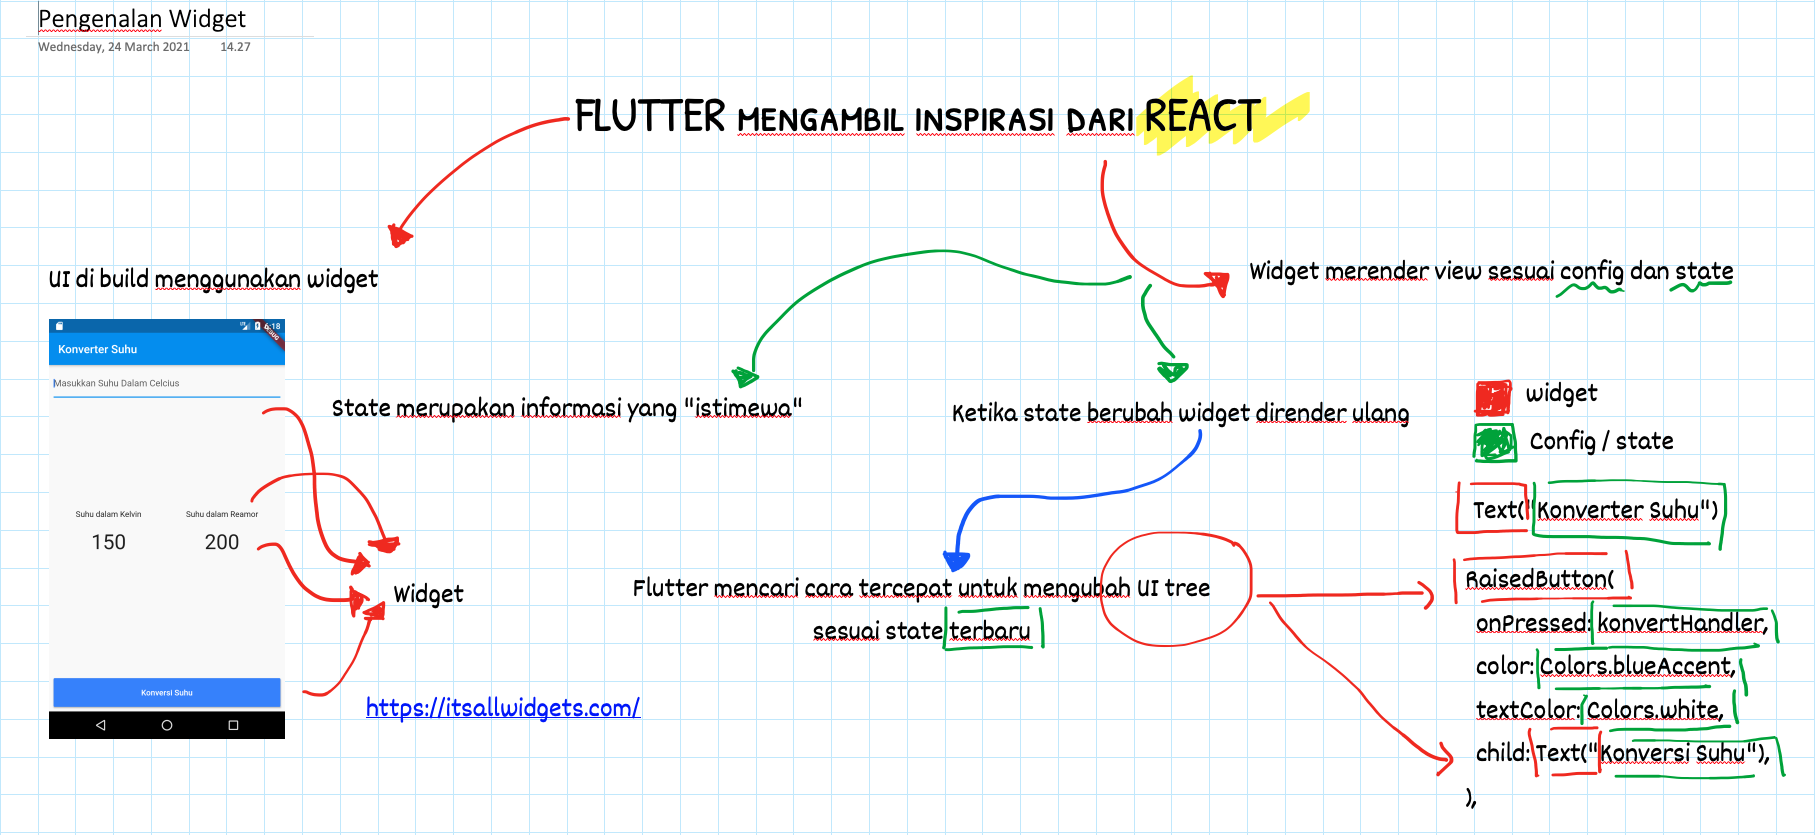 Pengenalan Widget
Wednesday, 24 March 2021 14.27
FLUTTER MENGAMBIL INSPIRASI DARI REACT
UI di build menggunakan widget
Widget merender view sesuai config dan state
6:18
Konverter Suhu
Masukkan Suhu Dalam Celcius
Suhu dalam Kelvin
Suhu dalam Reamor
150
200
Konversi Suhu
Widget
https://itsallwidgets.com/
State merupakan informasi yang "istimewa"
Ketika state berubah widget dirender ulang
Flutter mencari cara tercepat untuk mengubah UI tree
sesuai state terbaru
widget
Config / state
Text("Konverter Suhu")
RaisedButton(
onPressed: konvertHandler,
color: Colors.blueAccent,
textColor: Colors.white,
child: Text("Konversi Suhu"),
),